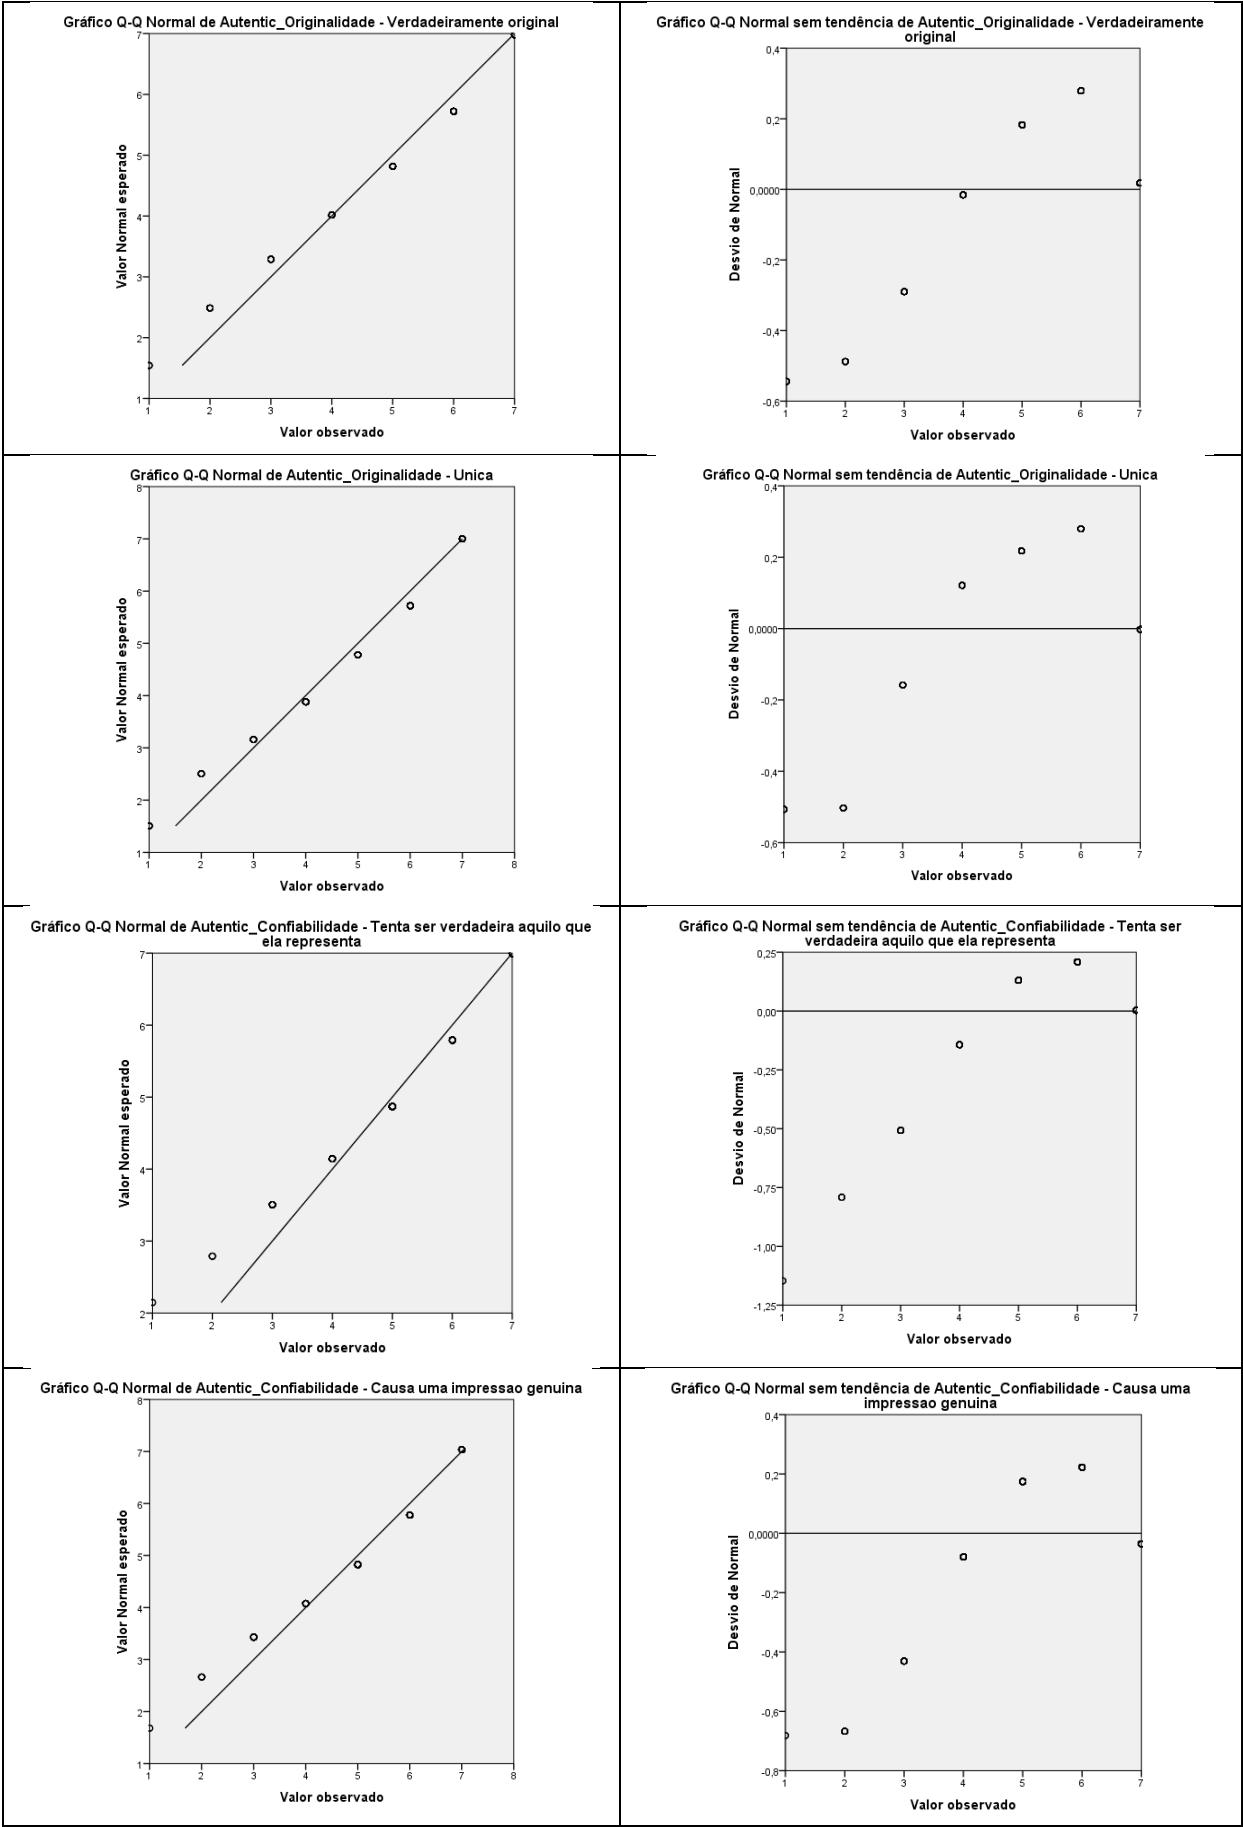 Gráfico Q-Q Normal de Autentic_Originalidade - Verdadeiramente original
7
6
5
4
3
2
1
Valor Normal esperado
1 2 3 4 5 6 7
Valor observado
Gráfico Q-Q Normal sem tendência de Autentic_Originalidade - Verdadeiramente
original
0,4
0,2
0,0000
-0,2
-0,4
-0,6
Desvio de Normal
1 2 3 4 5 6 7
Valor observado
Gráfico Q-Q Normal de Autentic_Originalidade - Unica
8
7
6
5
4
3
2
1
Valor Normal esperado
1 2 3 4 5 6 7 8
Valor observado
Gráfico Q-Q Normal sem tendência de Autentic_Originalidade - Unica
0,4
0,2
0,0000
-0,2
-0,4
-0,6
Desvio de Normal
1 2 3 4 5 6 7
Valor observado
Gráfico Q-Q Normal de Autentic_Confiabilidade - Tenta ser verdadeira aquilo que
ela representa
7
6
5
4
3
2
Valor Normal esperado
1 2 3 4 5 6 7
Valor observado
Gráfico Q-Q Normal sem tendência de Autentic_Confiabilidade - Tenta ser
verdadeira aquilo que ela representa
0,25
0,00
-0,25
-0,50
-0,75
-1,00
-1,25
Desvio de Normal
1 2 3 4 5 6 7
Valor observado
Gráfico Q-Q Normal de Autentic_Confiabilidade - Causa uma impressao genuina
8
7
6
5
4
3
2
1
Valor Normal esperado
1 2 3 4 5 6 7 8
Valor observado
Gráfico Q-Q Normal sem tendência de Autentic_Confiabilidade - Causa uma
impressao genuina
0,4
0,2
0,0000
-0,2
-0,4
-0,6
-0,8
Desvio de Normal
1 2 3 4 5 6 7
Valor observado